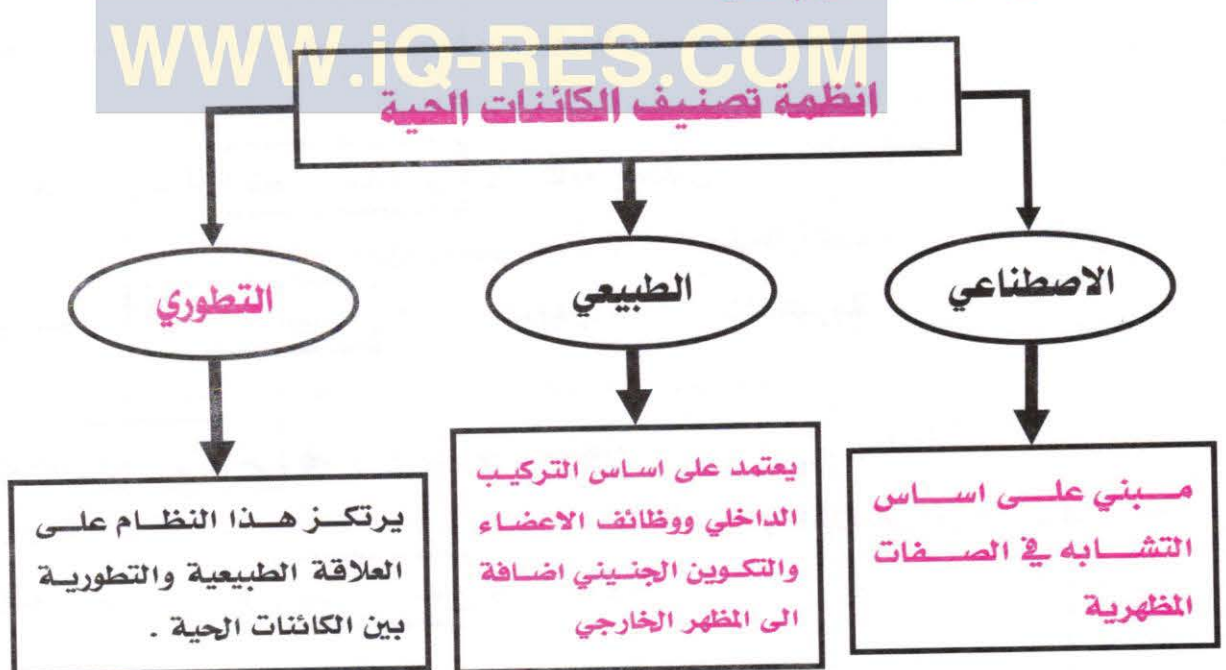 WWW.iQ-RES.COM
انظمة تصنيف الكائنات الحية
الاصطناعي
الطبيعي
التطوري
مبني على اساس
التشابه في الصفات
المظهرية
يعتمد على اساس التركيب
الداخلي ووظائف الاعضاء
والتكوين الجنيني اضافة
الى المظهر الخارجي
يرتكز هذا النظام على
العلاقة الطبيعية والتطورية
بين الكائنات الحية .